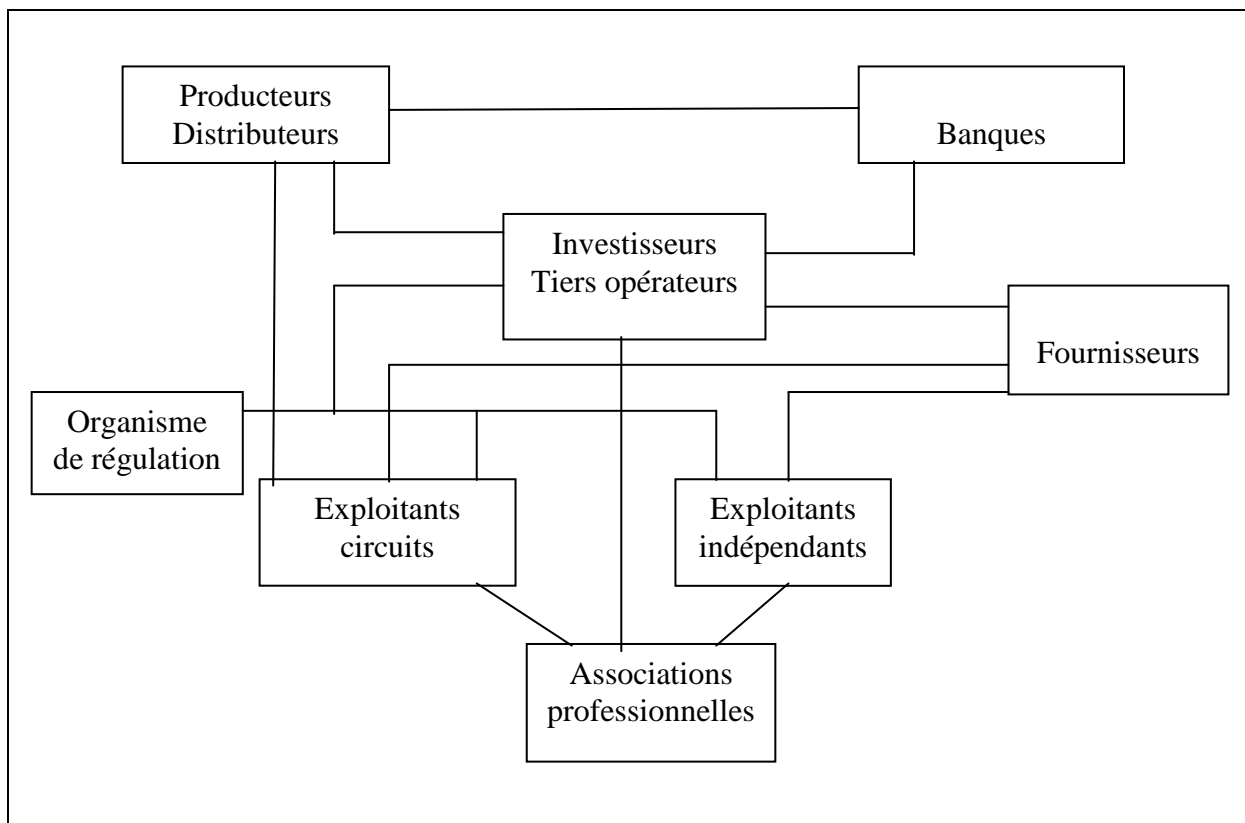 Producteurs
Distributeurs
Banques
Investisseurs
Tiers opérateurs
Fournisseurs
Organisme
de régulation
Exploitants
circuits
Exploitants
indépendants
Associations
professionnelles